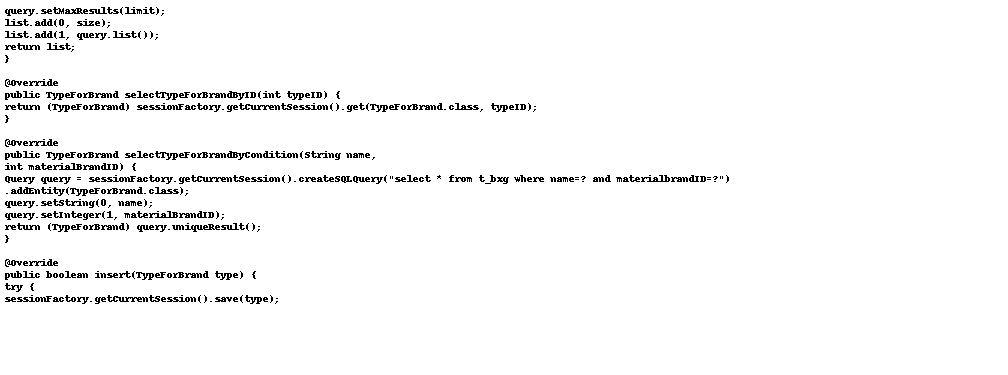 query.setMaxResults(limit);
list.add(0, size);
list.add(1, query.list());
return list;
}
@Override
public TypeForBrand selectTypeForBrandByID(int typeID) {
return (TypeForBrand) sessionFactory.getCurrentSession().get(TypeForBrand.class, typeID);
}
@Override
public TypeForBrand selectTypeForBrandByCondition(String name,
int materialBrandID) {
Query query = sessionFactory.getCurrentSession().createSQLQuery("select * from t_bxg where name=? and materialbrandID=?")
.addEntity(TypeForBrand.class);
query.setString(0, name);
query.setInteger(1, materialBrandID);
return (TypeForBrand) query.uniqueResult();
}
@Override
public boolean insert(TypeForBrand type) {
try {
sessionFactory.getCurrentSession().save(type);